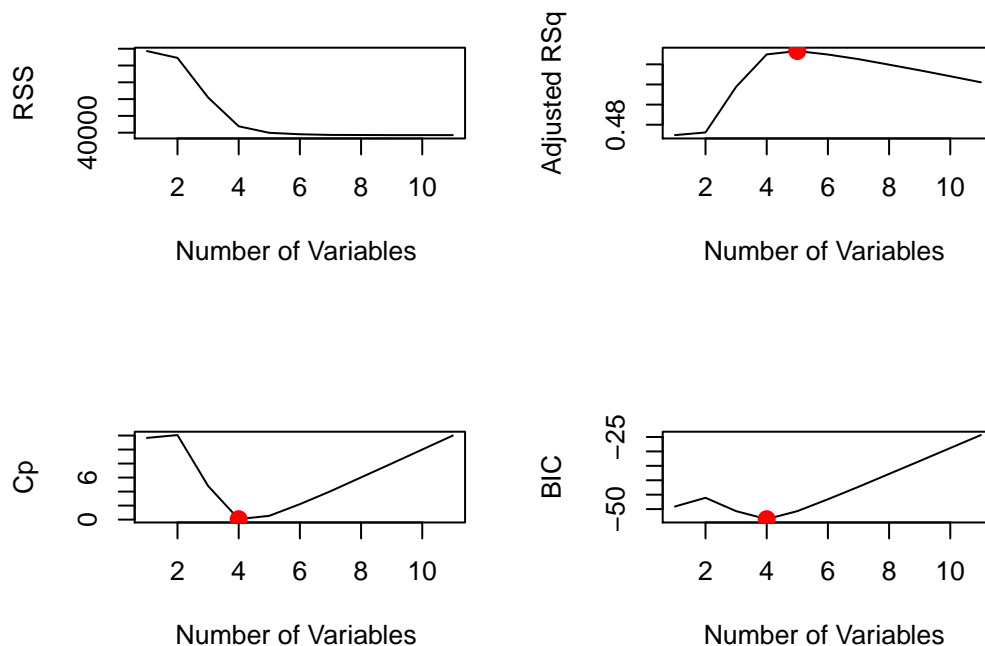 RSS
40000
2 4 6 8 10
Number of Variables
Adjusted RSq
0.48
2 4 6 8 10
Number of Variables
Cp
0 6
2 4 6 8 10
Number of Variables
BIC
−50 −25
2 4 6 8 10
Number of Variables